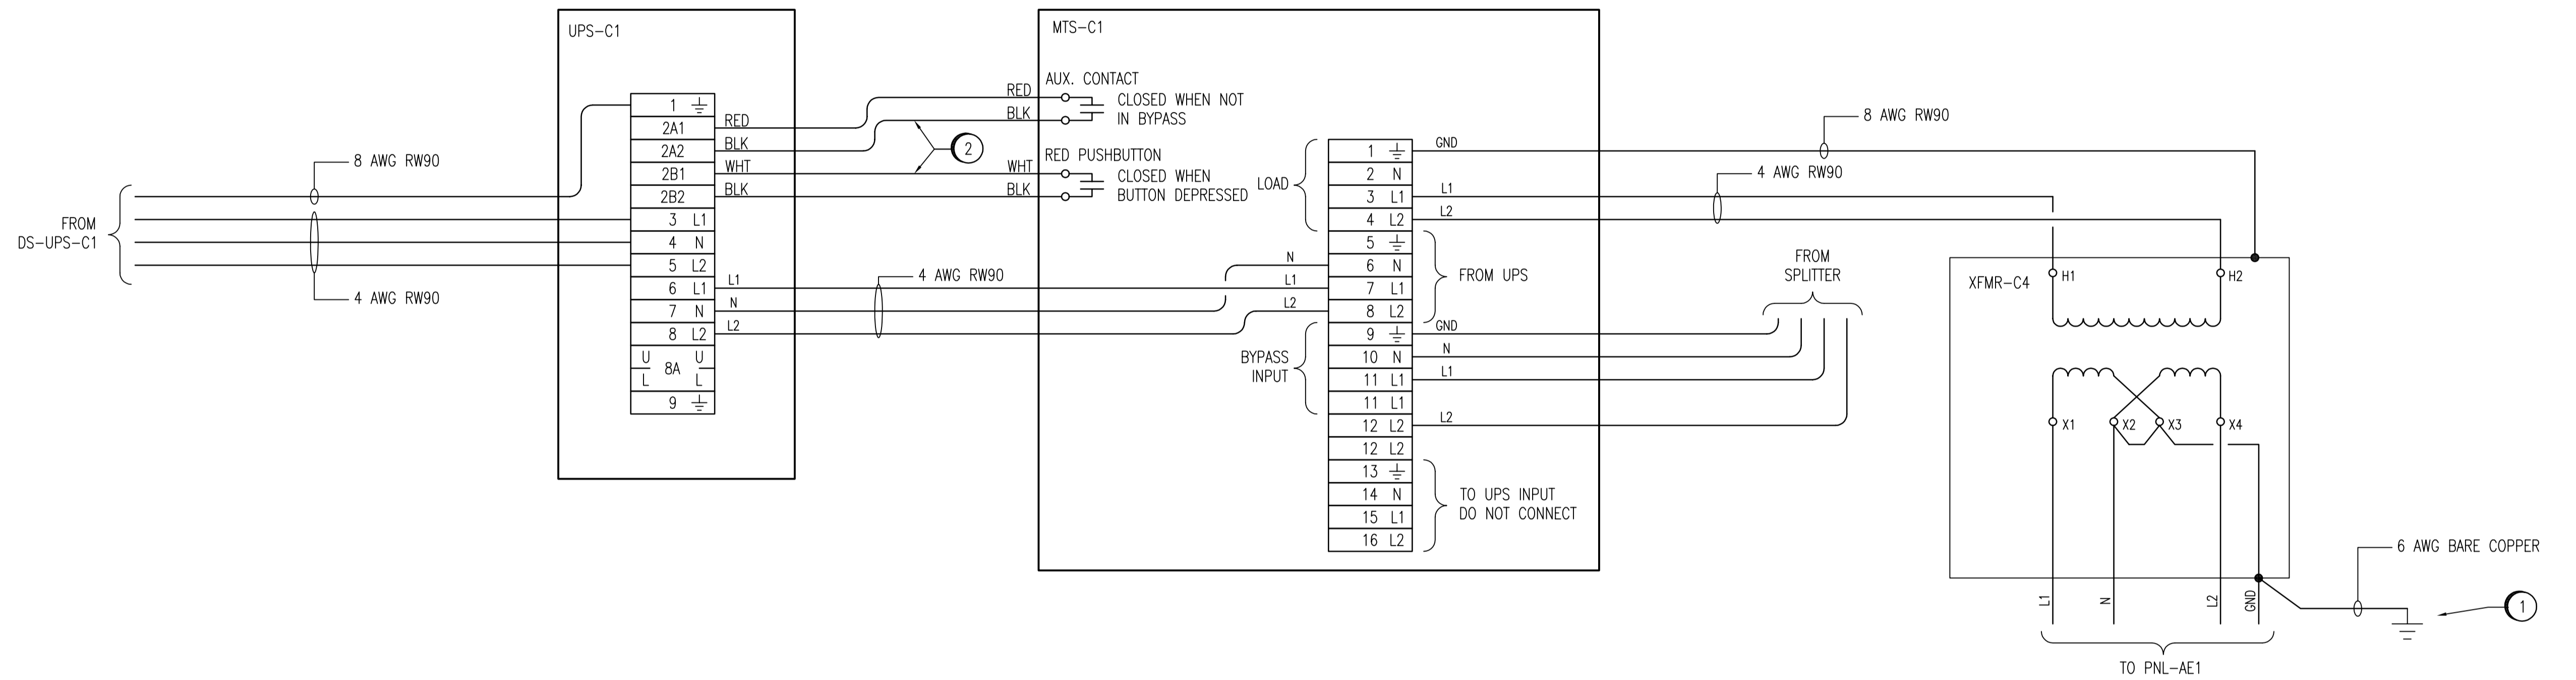 UPS-C1
MTS-C1
FROM
DS-UPS-C1
8 AWG RW90
4 AWG RW90
1
2A1
2A2
2B1
2B2
3 L1
4 N
5 L2
6 L1
7 N
8 L2
U U
8A
L L
9
RED
BLK
WHT
BLK
L1
N
L2
2
4 AWG RW90
RED
BLK
WHT
BLK
AUX. CONTACT
CLOSED WHEN NOT
IN BYPASS
RED PUSHBUTTON
CLOSED WHEN
BUTTON DEPRESSED
N
L1
L2
LOAD
BYPASS
INPUT
1
2 N
3 L1
4 L2
5
6 N
7 L1
8 L2
9
10 N
11 L1
11 L1
12 L2
12 L2
13
14 N
15 L1
16 L2
GND
L1
L2
FROM UPS
GND
N
L1
L2
TO UPS INPUT
DO NOT CONNECT
FROM
SPLITTER
8 AWG RW90
4 AWG RW90
XFMR-C4
H1
H2
X1
X2
X3
X4
L1
N
L2
GND
TO PNL-AE1
6 AWG BARE COPPER
1